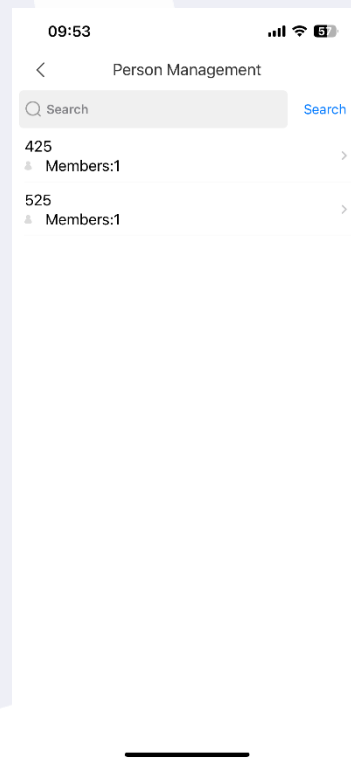 09:53
57
Person Management
Search
Search
425
Members:1
525
Members:1